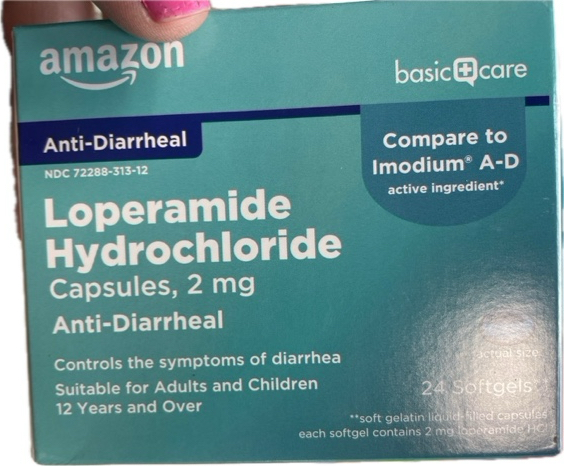 amazon
basic care
Anti-Diarrheal
NDC 72288-313-12
Compare to
Imodium® A-D
active ingredient*
Loperamide
Hydrochloride
Capsules, 2 mg
Anti-Diarrheal
Controls the symptoms of diarrhea
Suitable for Adults and Children
12 Years and Over
actual size
24 Softgels**
**soft gelatin liquid-filled capsules
each softgel contains 2 mg loperamide HCl